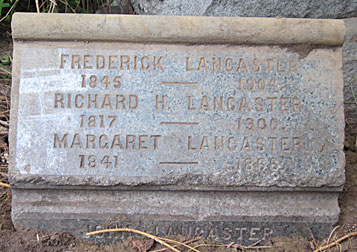 FREDERICK LANCASTER
1845 — 1904
RICHARD H. LANCASTER
1817 — 1900.
MARGARET LANCASTER
1841 —
LANCASTER